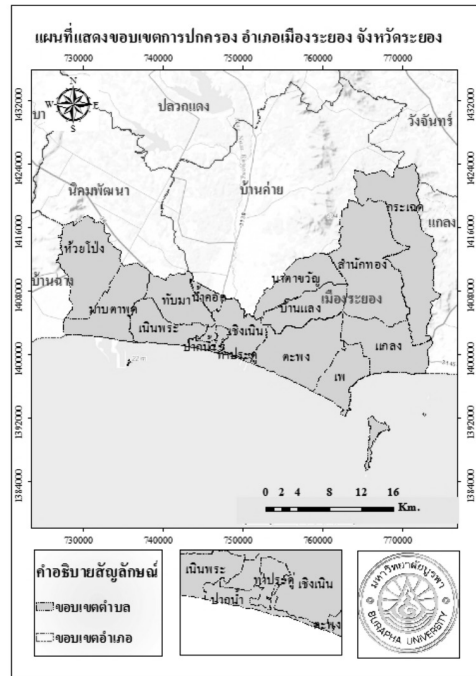 แผนที่แสดงขอบเขตการปกครอง อำเภอเมืองระยอง จังหวัดระยอง
730000 740000 750000 760000 770000
N
W E
S
1432000 1432000
1424000 1424000
1416000 1416000
1408000 1408000
1400000 1400000
1392000 1392000
1384000 1384000
ปลวกแดง
วังจันทร์
นิคมพัฒนา
บ้านค่าย
แกลง
กระเฉด
ห้วยโป่ง
สำนักทอง
นาตาขวัญ
บ้านฉาง
ทับมา
น้ำคอก
เมืองระยอง
บ้านแลง
มาบตาพุด
เนินพระ
เชิงเนิน
ปากน้ำ
ท่าประดู่
ตะพง
แกลง
เพ
0 2 4 8 12 16
Km.
730000 740000 750000 760000 770000
คำอธิบายสัญลักษณ์
ขอบเขตตำบล
ขอบเขตอำเภอ
เนินพระ
ท่าประดู่
เชิงเนิน
ปากน้ำ
ตะพง
มหาวิทยาลัยบูรพา
BURAPHA UNIVERSITY